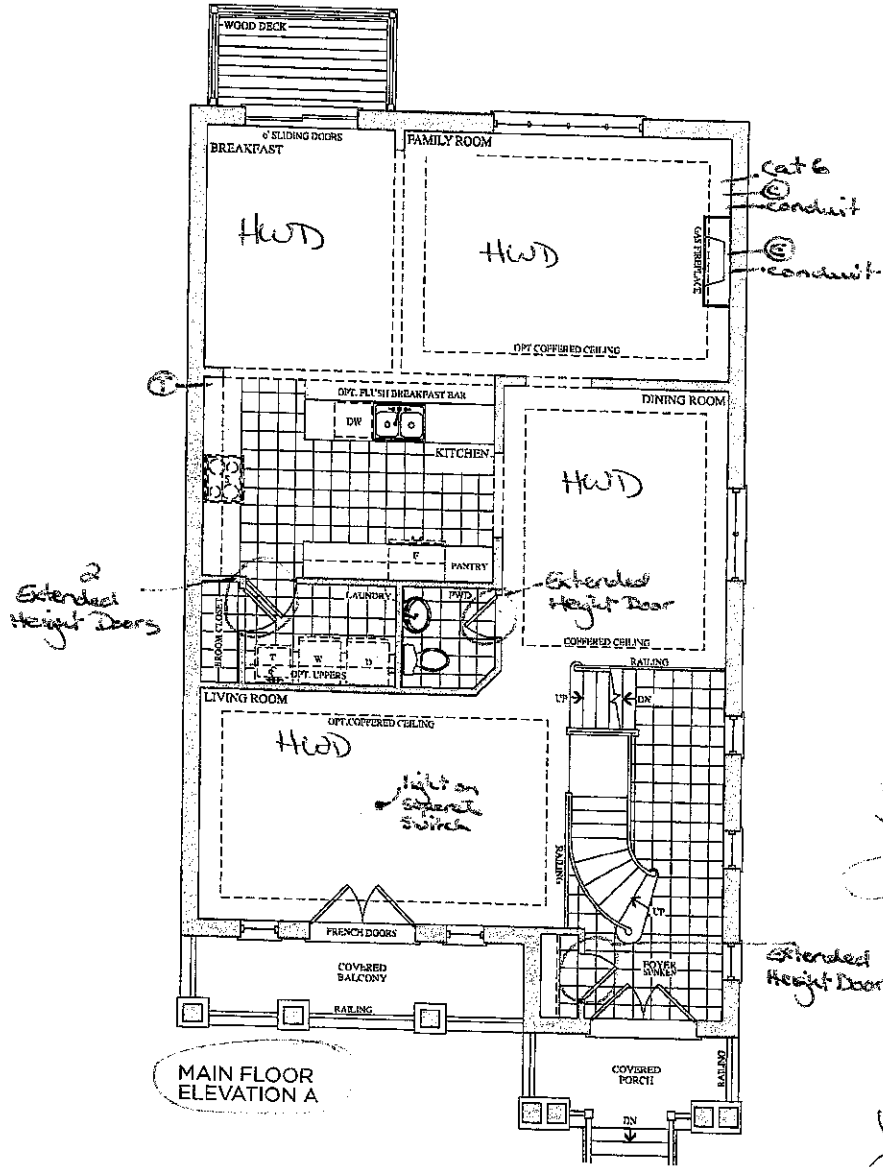 WOOD DECK
6' SLIDING DOORS
BREAKFAST
FAMILY ROOM
HWD
HWD
Cat 6
conduit
GAS FIREPLACE
conduit
OPT. COFFERED CEILING
OPT. FLUSH BREAKFAST BAR
DW
KITCHEN
DINING ROOM
HWD
F
PANTRY
2
Extended
Height Doors
Extended
Height Door
LAUNDRY
PWD
BROOM CLOSET
T
W
D
OPT. UPPERS
COFFERED CEILING
RAILING
UP
DN
LIVING ROOM
OPT. COFFERED CEILING
HWD
light on
separate
switch
RAILING
UP
FRENCH DOORS
FOYER
SUNKEN
Extended
Height Door
COVERED
BALCONY
RAILING
MAIN FLOOR
ELEVATION A
COVERED
PORCH
RAILING
DN